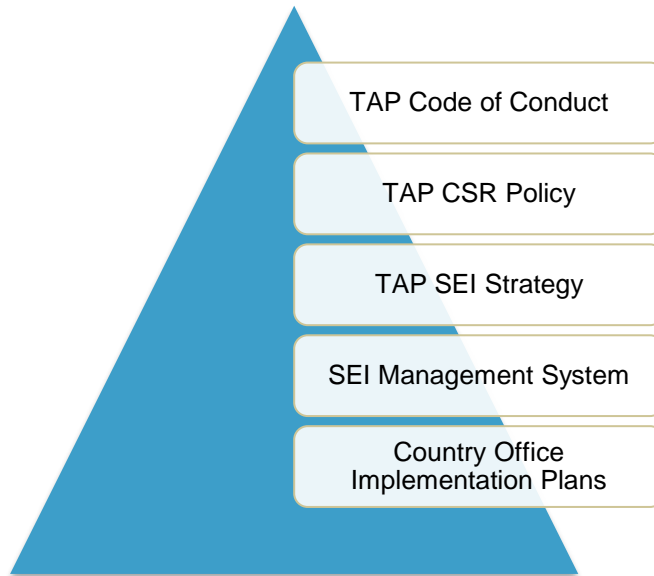 TAP Code of Conduct
TAP CSR Policy
TAP SEI Strategy
SEI Management System
Country Office
Implementation Plans